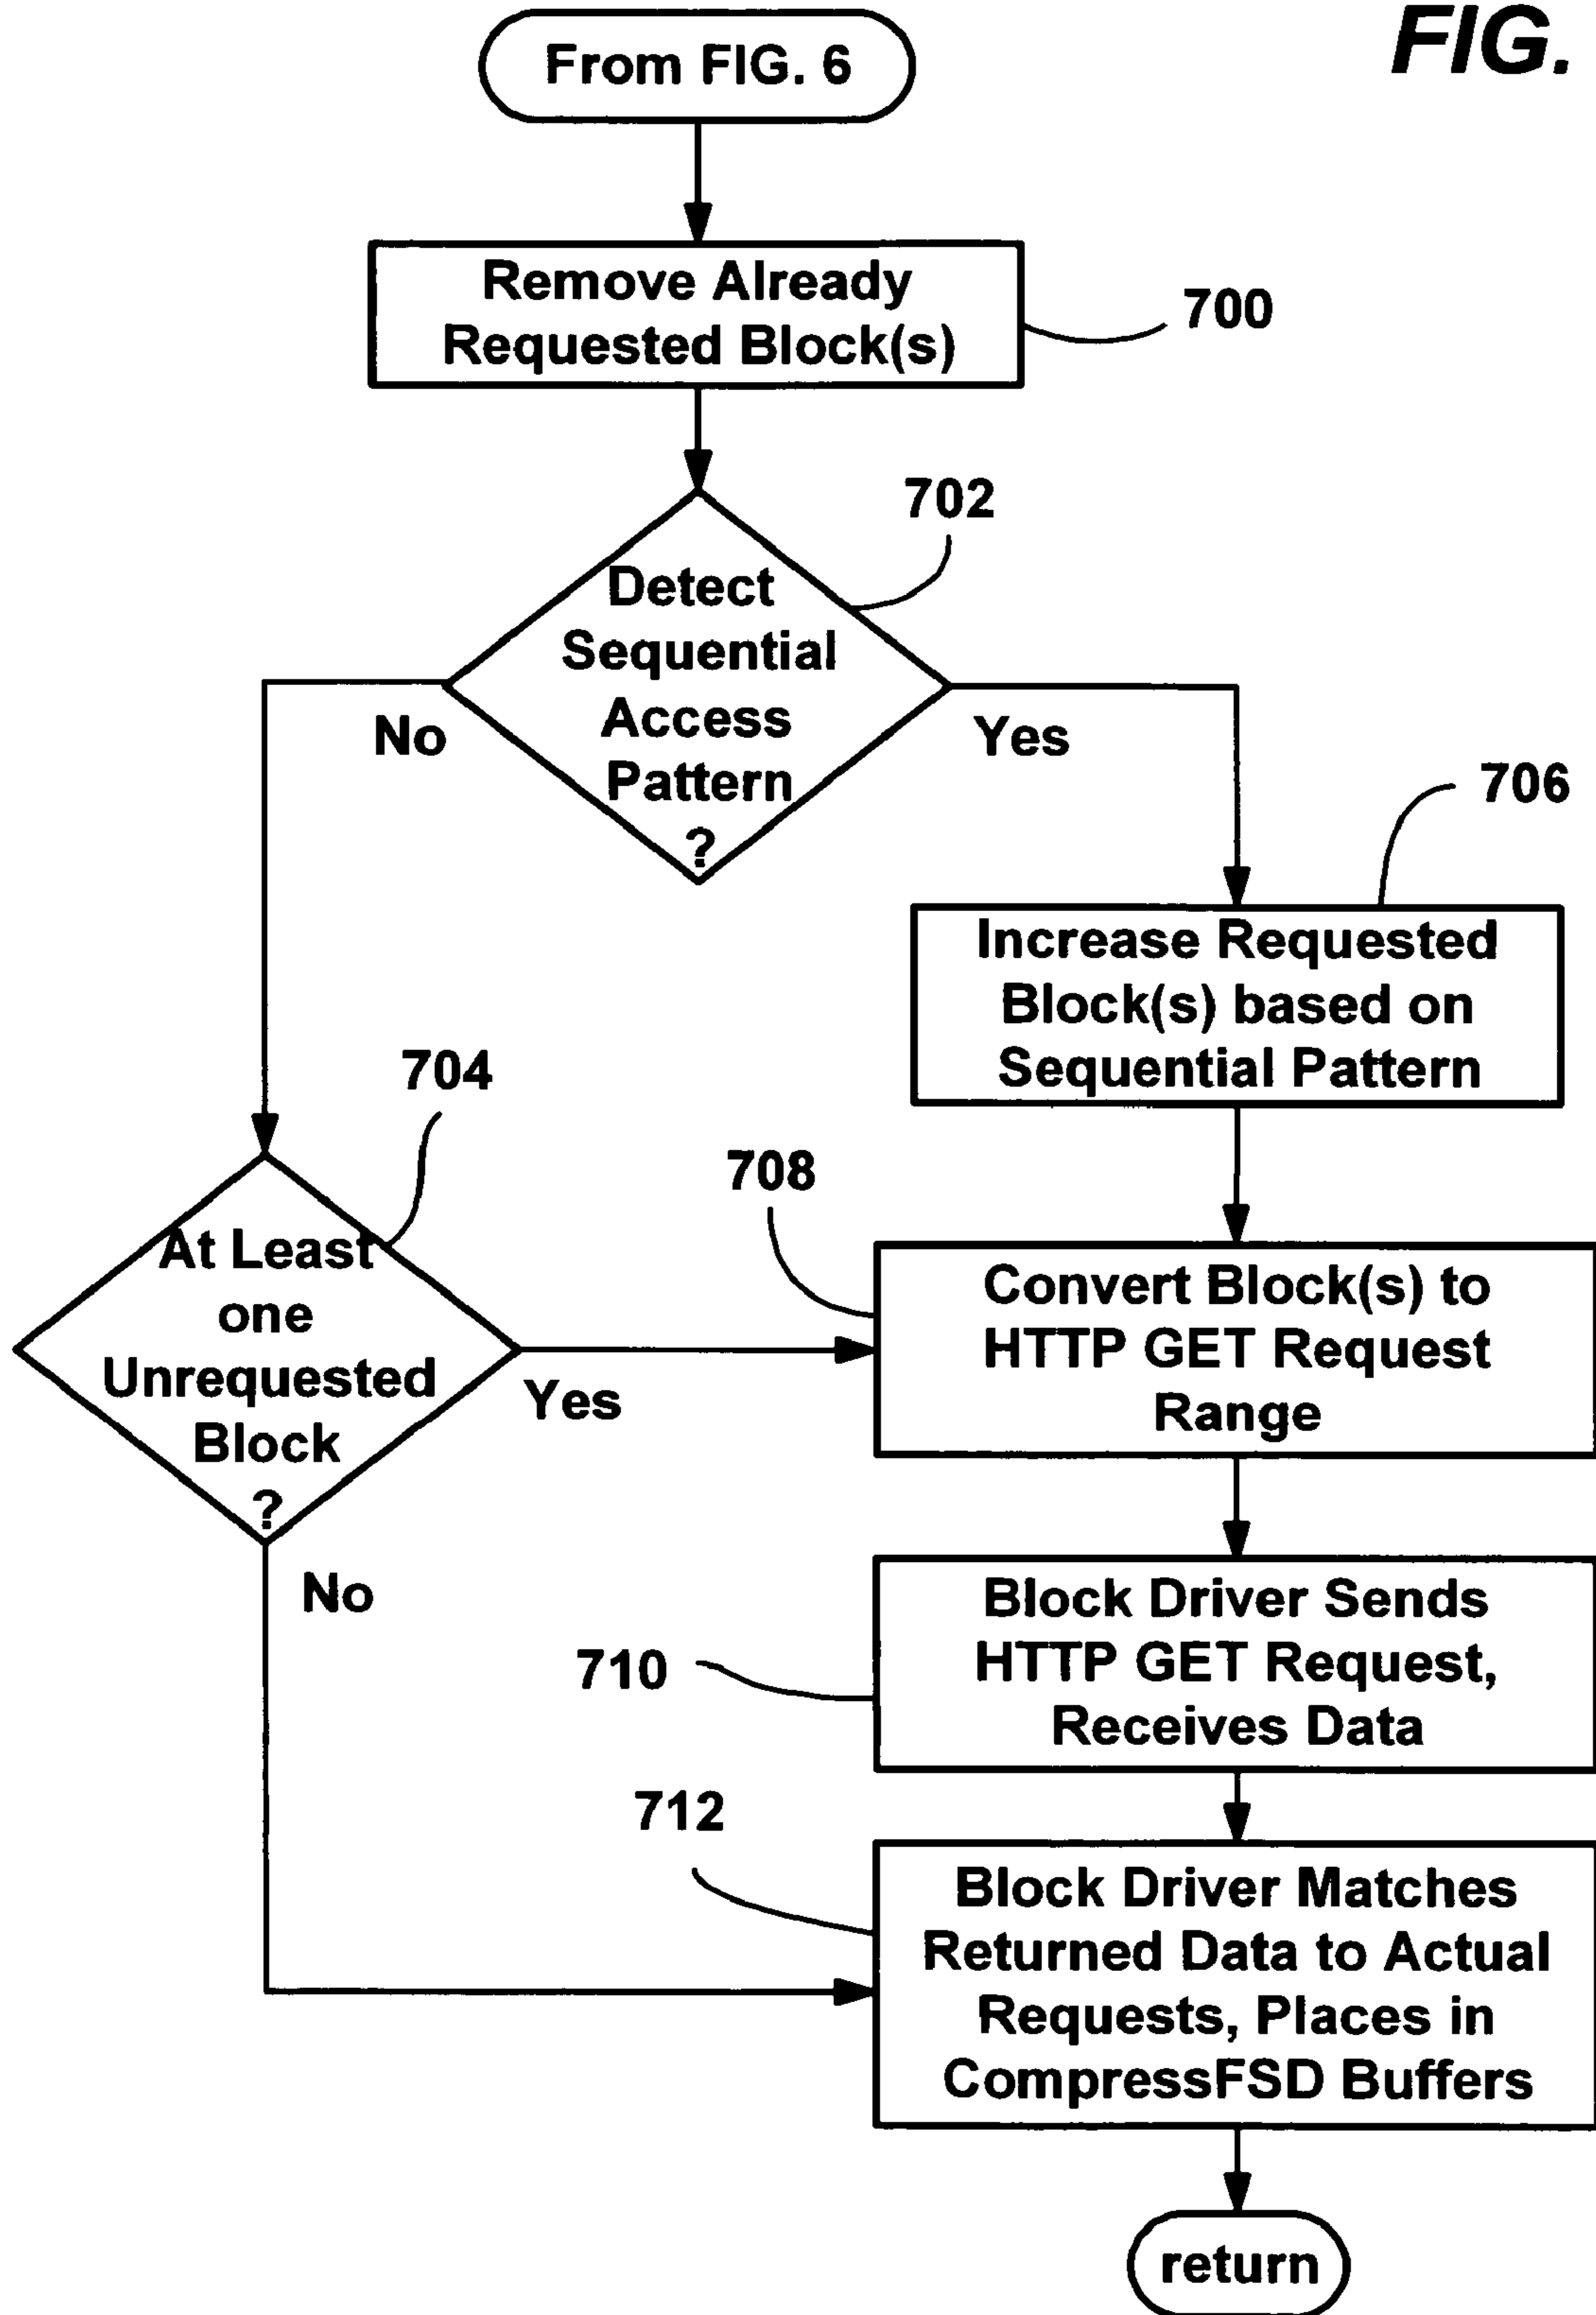 FIG.
From FIG. 6
Remove Already
Requested Block(s)
700
702
Detect
Sequential
Access
Pattern
?
No
Yes
706
Increase Requested
Block(s) based on
Sequential Pattern
704
708
At Least
one
Unrequested
Block
?
Yes
No
Convert Block(s) to
HTTP GET Request
Range
Block Driver Sends
HTTP GET Request,
Receives Data
710
712
Block Driver Matches
Returned Data to Actual
Requests, Places in
CompressFSD Buffers
return